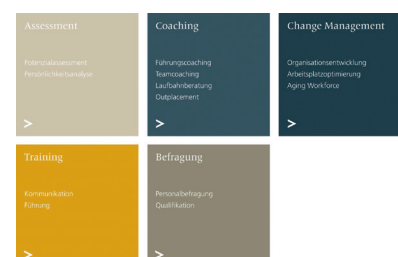 Assessment
Potenzialassessment
Persönlichkeitsanalyse
>
Coaching
Führungscoaching
Teamcoaching
Laufbahnberatung
Outplacement
>
Change Management
Organisationsentwicklung
Arbeitsplatzoptimierung
Aging Workforce
>
Training
Kommunikation
Führung
>
Befragung
Personalbefragung
Qualifikation
>